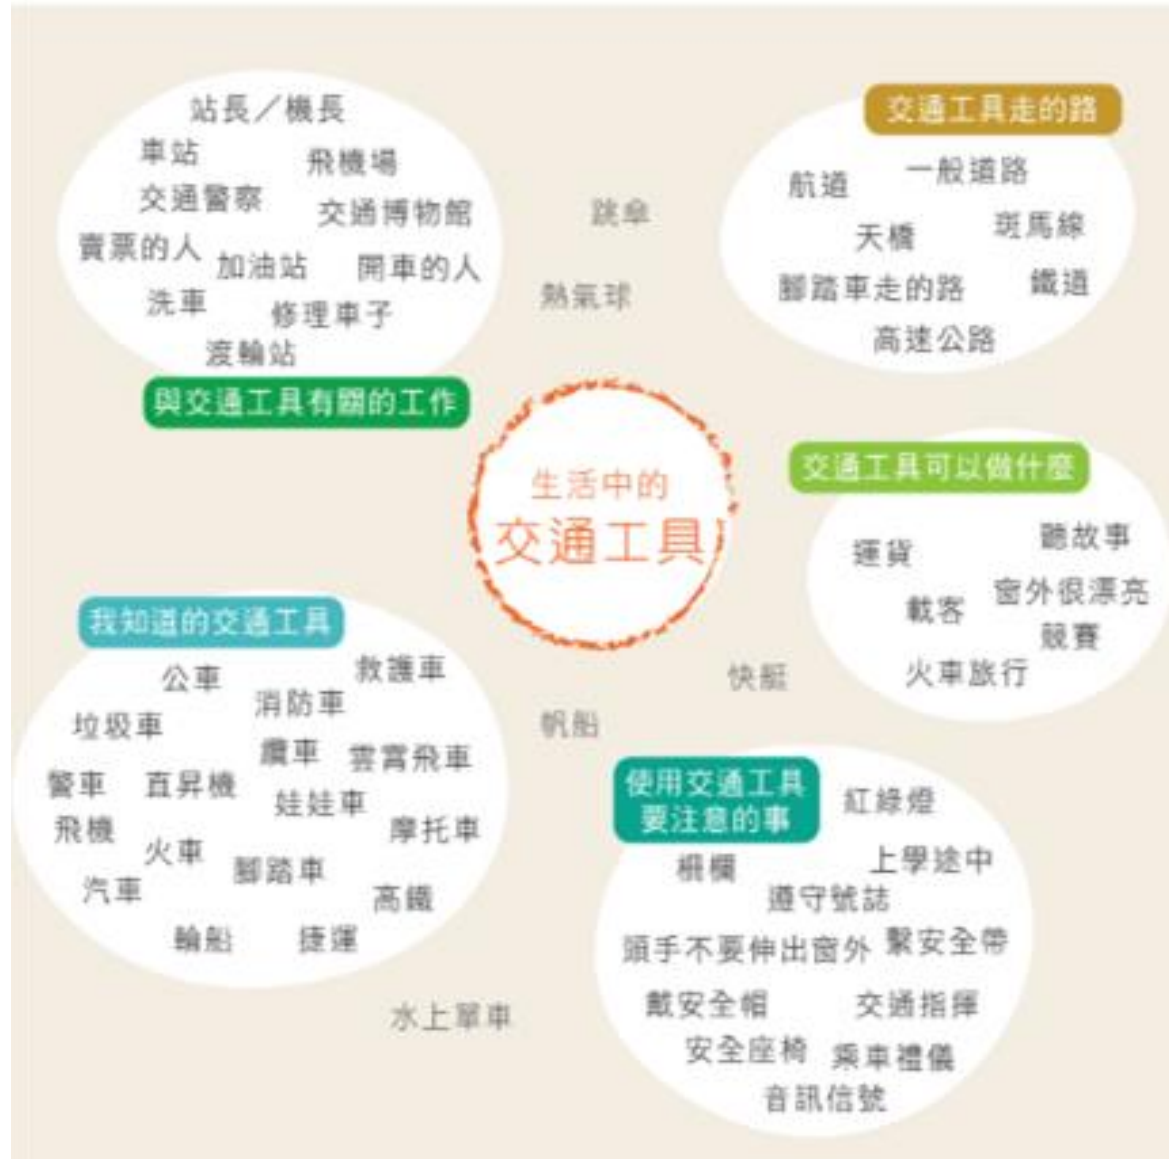 站長／機長
車站
飛機場
交通警察
交通博物館
賣票的人
加油站
開車的人
洗車
修理車子
渡輪站
與交通工具有關的工作
跳傘
熱氣球
交通工具走的路
航道
一般道路
天橋
斑馬線
腳踏車走的路
鐵道
高速公路
生活中的
交通工具
交通工具可以做什麼
運貨
聽故事
載客
窗外很漂亮
競賽
火車旅行
我知道的交通工具
公車
救護車
消防車
垃圾車
纜車
雲霄飛車
警車
直昇機
娃娃車
飛機
摩托車
火車
腳踏車
汽車
高鐵
輪船
捷運
快艇
帆船
水上單車
使用交通工具
要注意的事
紅綠燈
柵欄
上學途中
遵守號誌
頭手不要伸出窗外
繫安全帶
戴安全帽
交通指揮
安全座椅
乘車禮儀
音訊信號